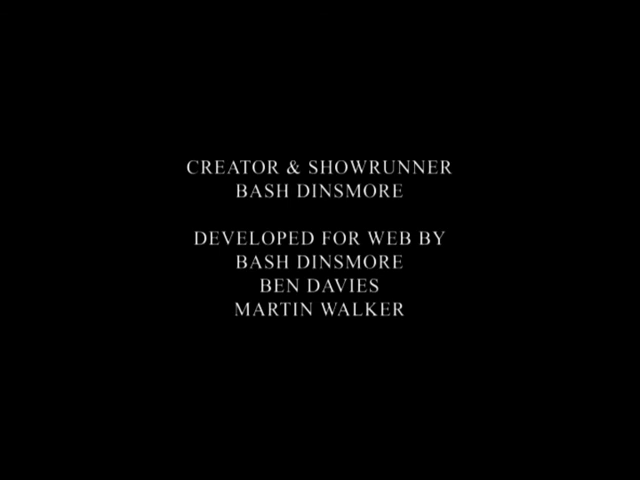 CREATOR & SHOWRUNNER
BASH DINSMORE
DEVELOPED FOR WEB BY
BASH DINSMORE
BEN DAVIES
MARTIN WALKER